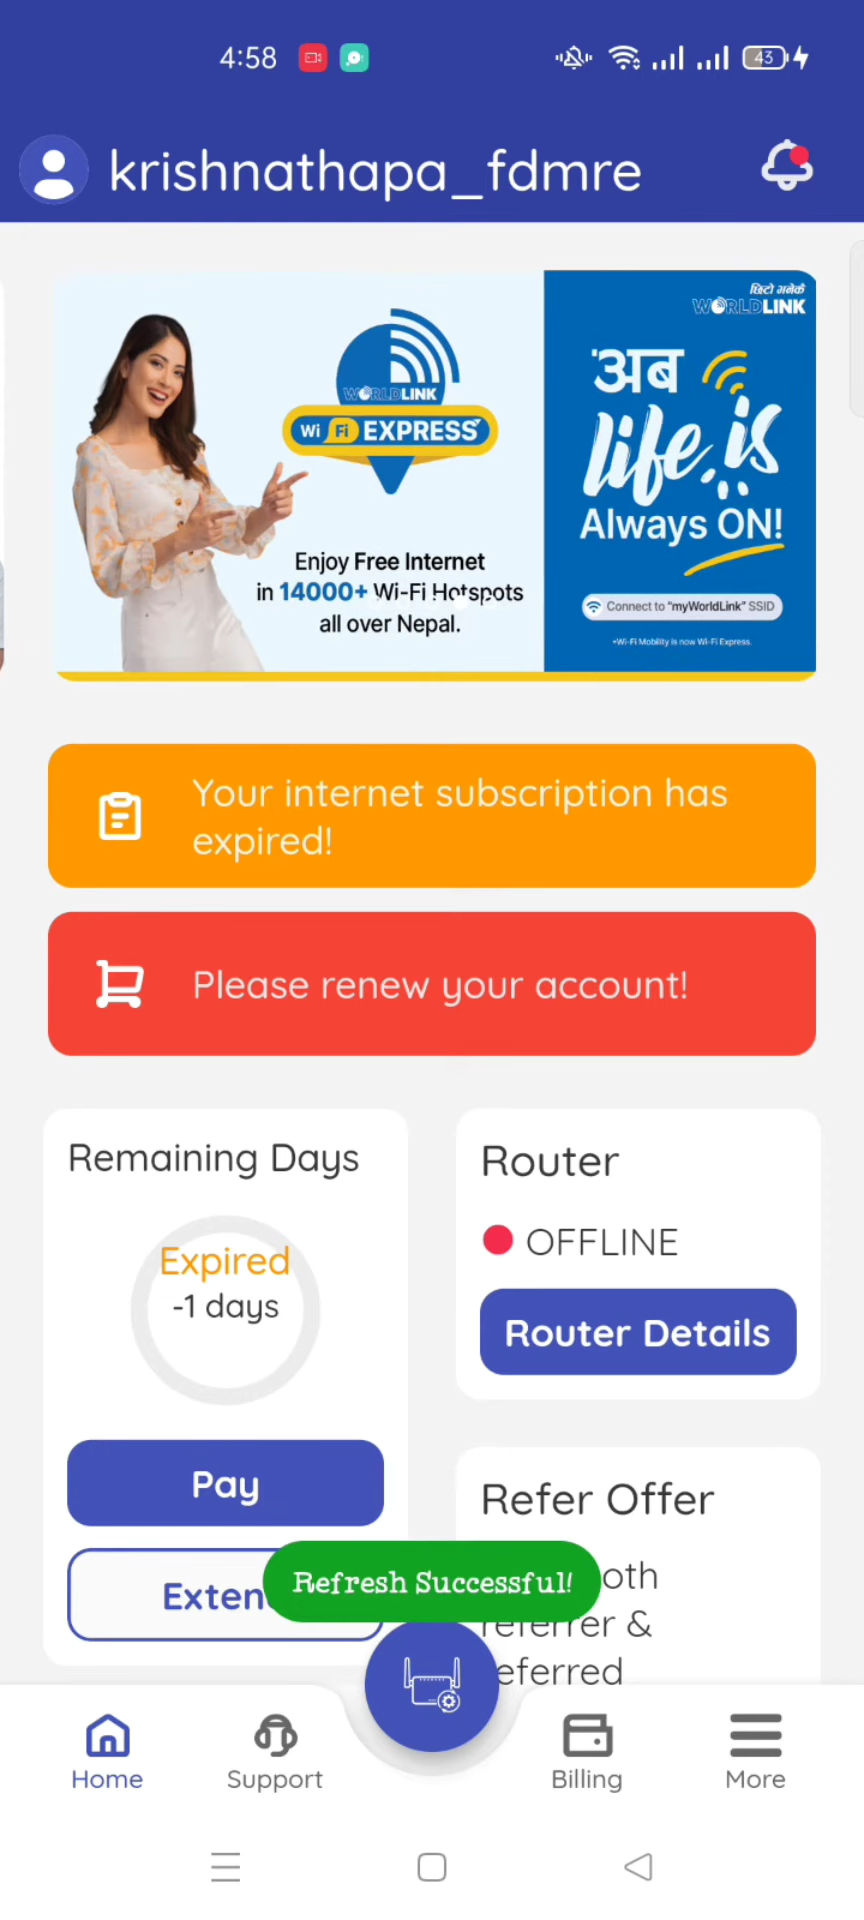 4:58
43
krishnathapa_fdmre
WORLDLINK
Wi Fi EXPRESS
Enjoy Free Internet
in 14000+ Wi-Fi Hotspots
all over Nepal.
छिटो भनेकै
WORLDLINK
अब
life is
Always ON!
Connect to "myWorldLink" SSID
*Wi-Fi Mobility is now Wi-Fi Express.
Your internet subscription has
expired!
Please renew your account!
Remaining Days
Expired
-1 days
Pay
Exten
Router
OFFLINE
Router Details
Refer Offer
oth
referrer &
eferred
Refresh Successful!
Home
Support
Billing
More